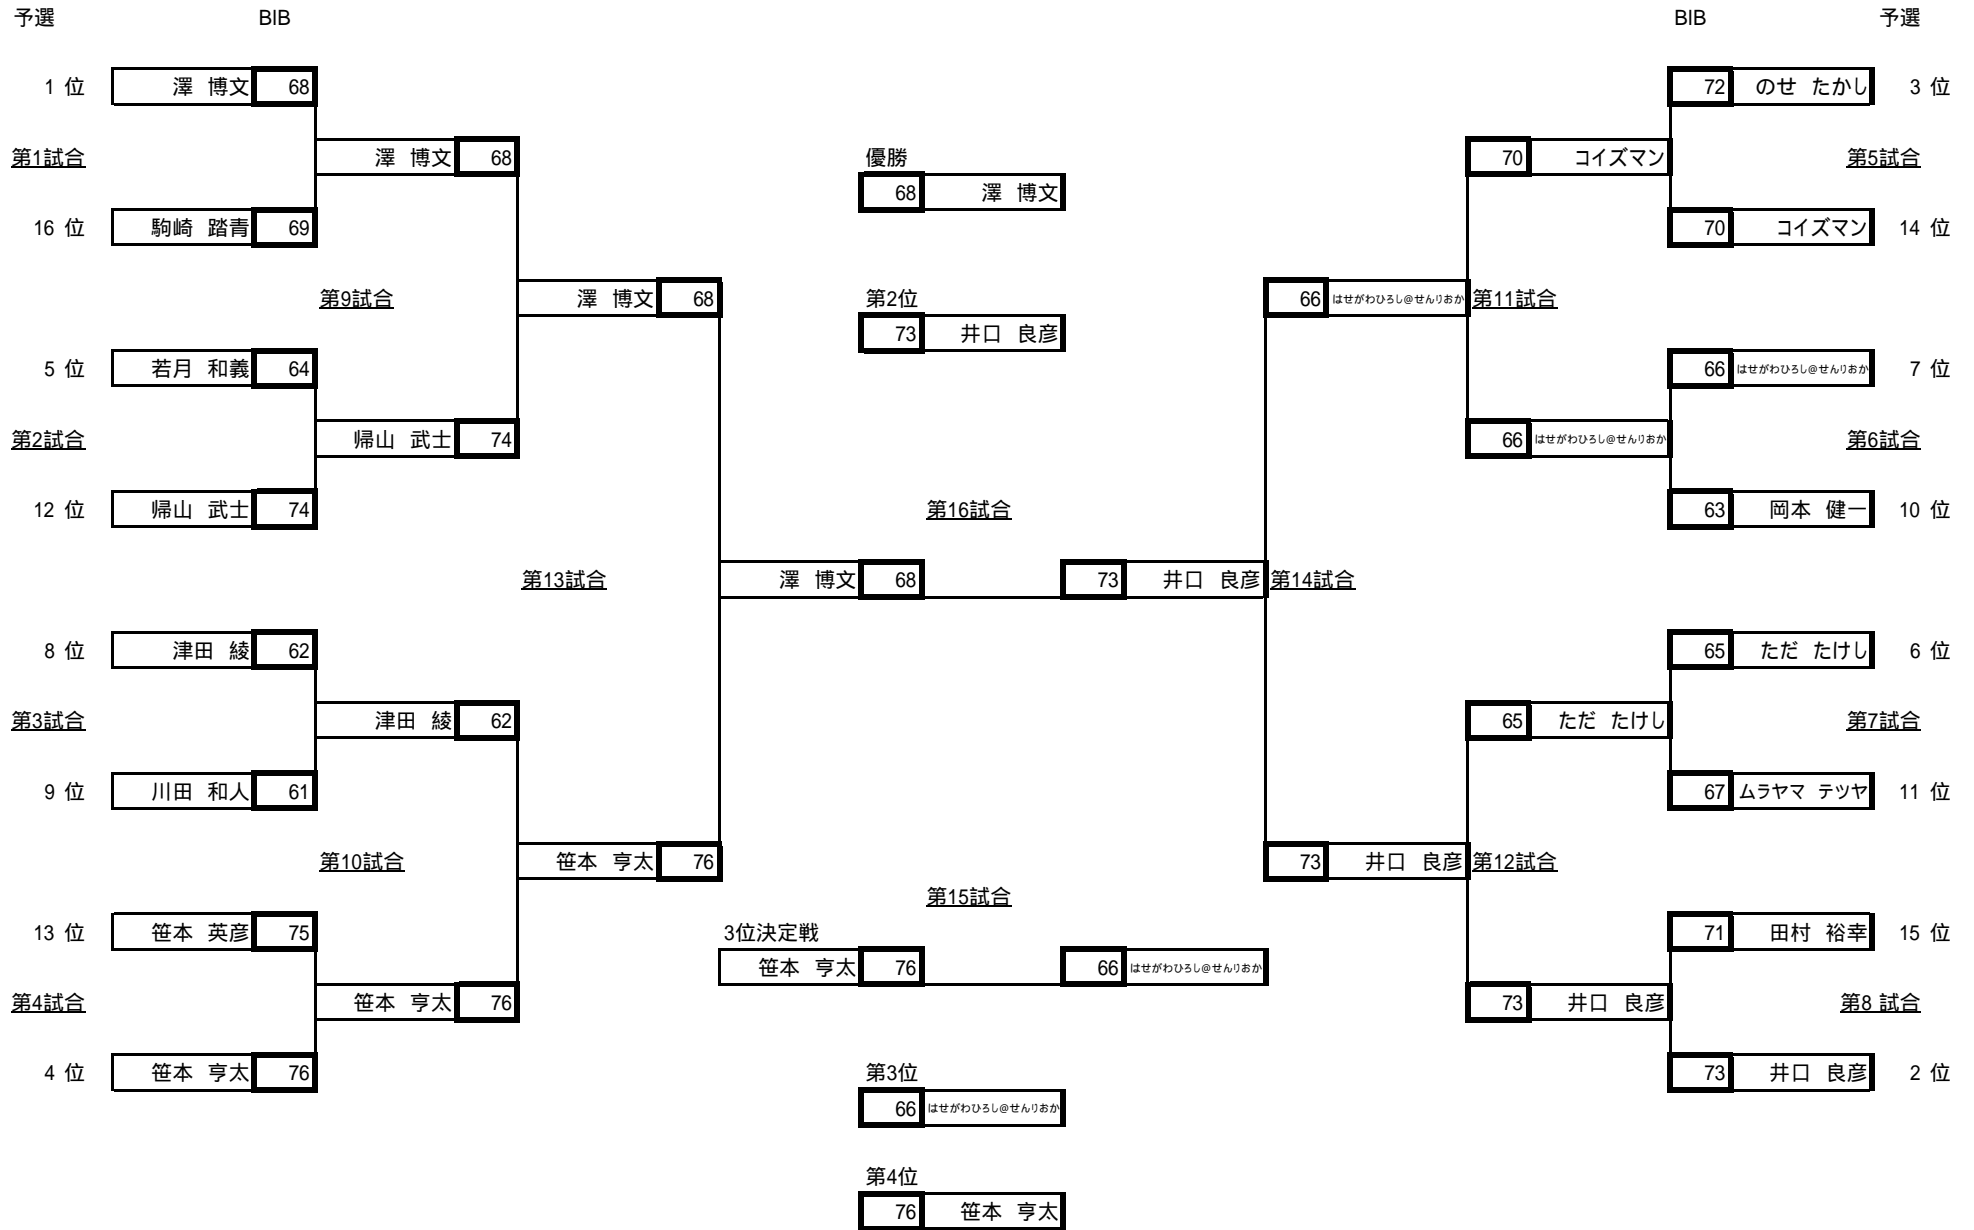 予選 BIB BIB 予選
1 位 澤 博文 68 72 のせ たかし 3 位
第1試合 澤 博文 68 優勝 70 コイズマン 第5試合
68 澤 博文
16 位 駒崎 踏青 69 70 コイズマン 14 位
第9試合 澤 博文 68 第2位 66 はせがわひろし@せんりおか 第11試合
73 井口 良彦
5 位 若月 和義 64 66 はせがわひろし@せんりおか 7 位
第2試合 帰山 武士 74 66 はせがわひろし@せんりおか 第6試合
12 位 帰山 武士 74 第16試合 63 岡本 健一 10 位
第13試合 澤 博文 68 73 井口 良彦 第14試合
8 位 津田 綾 62 65 ただ たけし 6 位
第3試合 津田 綾 62 65 ただ たけし 第7試合
9 位 川田 和人 61 67 ムラヤマ テツヤ 11 位
第10試合 笹本 亨太 76 73 井口 良彦 第12試合
第15試合
13 位 笹本 英彦 75 3位決定戦 71 田村 裕幸 15 位
笹本 亨太 76 66 はせがわひろし@せんりおか
第4試合 笹本 亨太 76 73 井口 良彦 第8 試合
4 位 笹本 亨太 76 第3位 73 井口 良彦 2 位
66 はせがわひろし@せんりおか
第4位
76 笹本 亨太